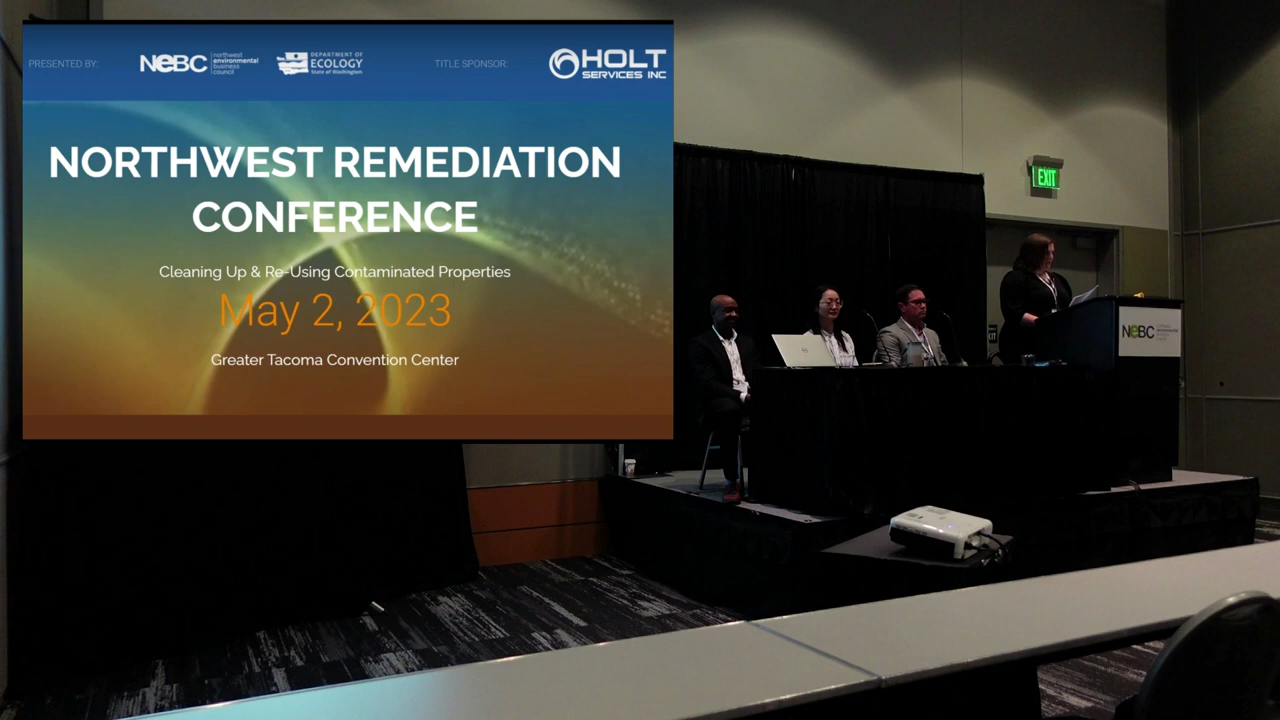 PRESENTED BY:
NEBC
northwest
environmental
business
council
DEPARTMENT OF
ECOLOGY
State of Washington
TITLE SPONSOR:
HOLT
SERVICES INC
NORTHWEST REMEDIATION
CONFERENCE
Cleaning Up & Re-Using Contaminated Properties
May 2, 2023
Greater Tacoma Convention Center
EXIT
NEBC